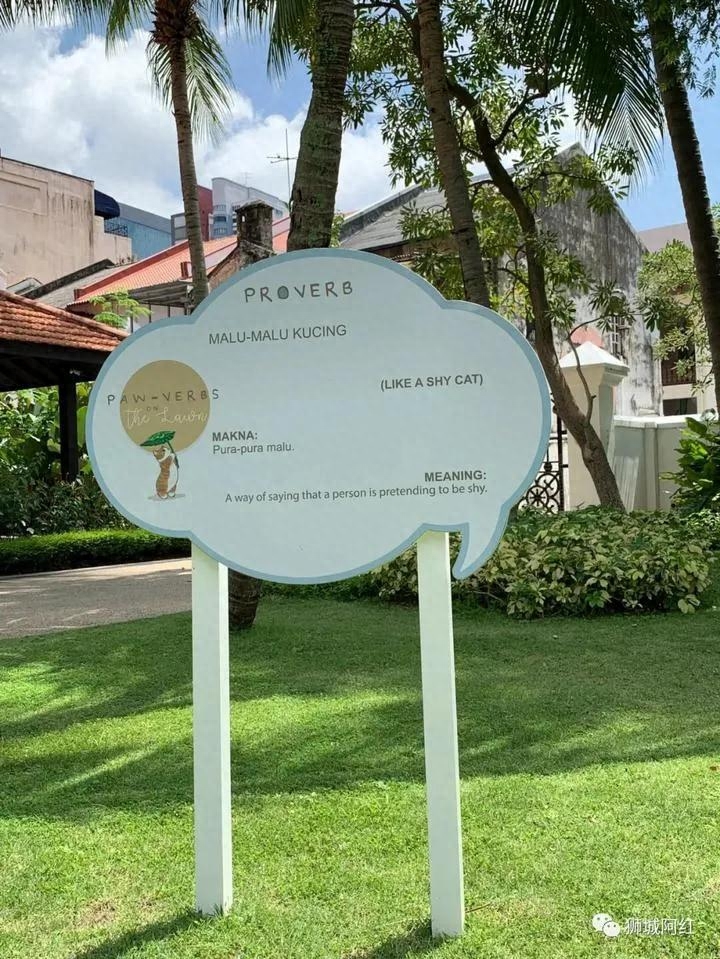 PROVERB
MALU-MALU KUCING
(LIKE A SHY CAT)
PAW-VERBS
ON
the Lawn
MAKNA:
Pura-pura malu.
MEANING:
A way of saying that a person is pretending to be shy.
狮城阿红